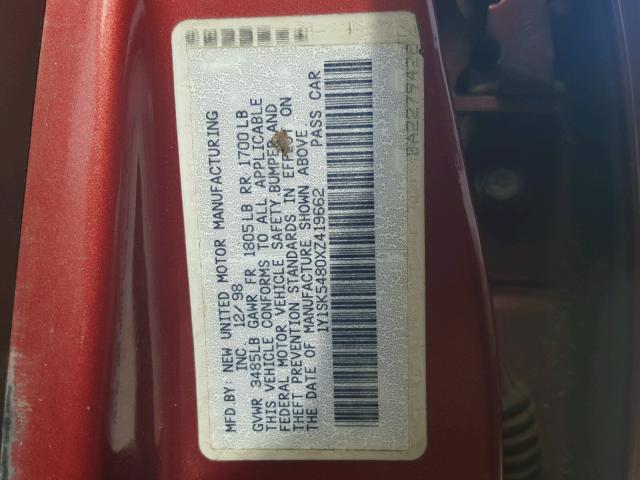 MFD.BY: NEW UNITED MOTOR MANUFACTURING
INC 12/98
GVWR 3485LB GAWR FR 1805LB RR 1700LB
THIS VEHICLE CONFORMS TO ALL APPLICABLE
FEDERAL MOTOR VEHICLE SAFETY BUMPER AND
THEFT PREVENTION STANDARDS IN EFFECT ON
THE DATE OF MANUFACTURE SHOWN ABOVE.
1Y1SK5480XZ419662 PASS CAR